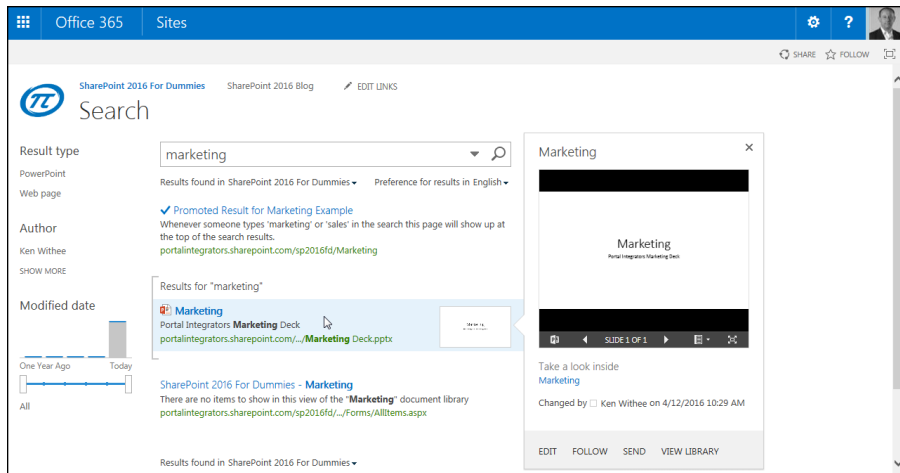 Office 365 Sites ?
SHARE FOLLOW
SharePoint 2016 For Dummies SharePoint 2016 Blog EDIT LINKS
Search
Result type
PowerPoint
Web page
Author
Ken Withee
SHOW MORE
Modified date
One Year Ago Today
All
marketing
Results found in SharePoint 2016 For Dummies Preference for results in English
Promoted Result for Marketing Example
Whenever someone types 'marketing' or 'sales' in the search this page will show up at
the top of the search results.
portalintegrators.sharepoint.com/sp2016fd/Marketing
Results for "marketing"
Marketing
Portal Integrators Marketing Deck
portalintegrators.sharepoint.com/.../Marketing Deck.pptx
SharePoint 2016 For Dummies - Marketing
There are no items to show in this view of the "Marketing" document library
portalintegrators.sharepoint.com/sp2016fd/.../Forms/AllItems.aspx
Results found in SharePoint 2016 For Dummies
Marketing
Marketing
Portal Integrators Marketing Deck
SLIDE 1 OF 1
Take a look inside
Marketing
Changed by Ken Withee on 4/12/2016 10:29 AM
EDIT FOLLOW SEND VIEW LIBRARY